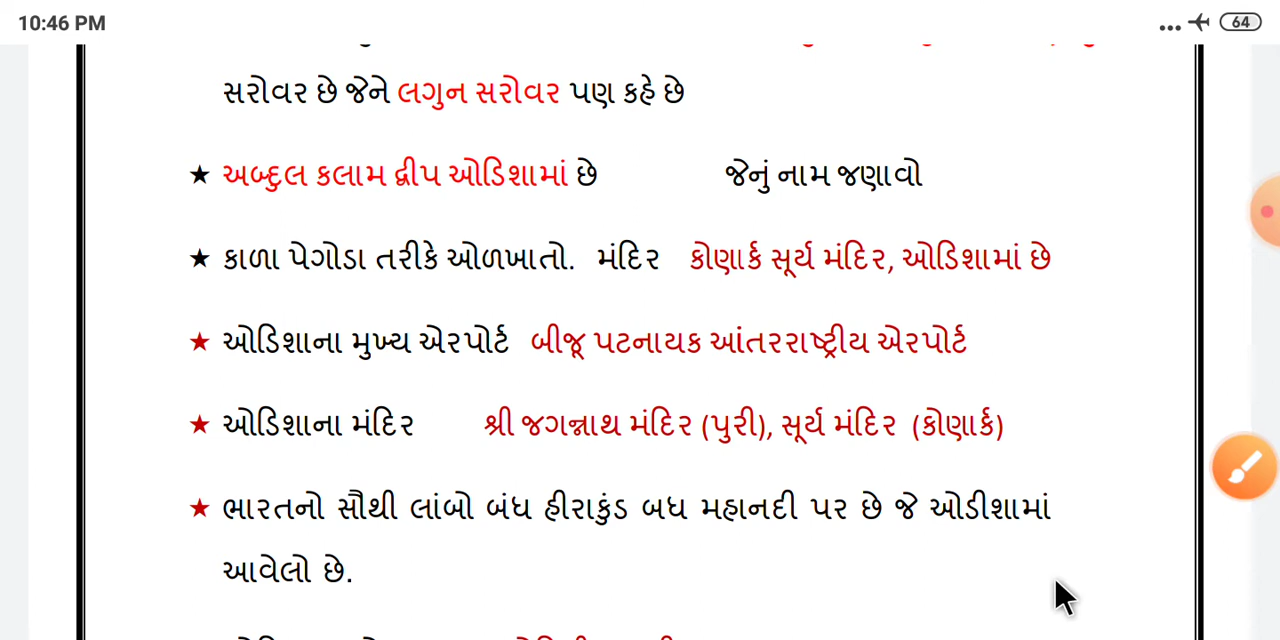 10:46 PM ... 64
સરોવર છે જેને લગુન સરોવર પણ કહે છે
★ અબ્દુલ કલામ દ્વીપ ઓડિશામાં છે જેનું નામ જણાવો
★ કાળા પેગોડા તરીકે ઓળખાતો. મંદિર કોણાર્ક સૂર્ય મંદિર, ઓડિશામાં છે
★ ઓડિશાના મુખ્ય એરપોર્ટ બીજૂ પટનાયક આંતરરાષ્ટ્રીય એરપોર્ટ
★ ઓડિશાના મંદિર શ્રી જગન્નાથ મંદિર (પુરી), સૂર્ય મંદિર (કોણાર્ક)
★ ભારતનો સૌથી લાંબો બંધ હીરાકુંડ બધ મહાનદી પર છે જે ઓડીશામાં
આવેલો છે.